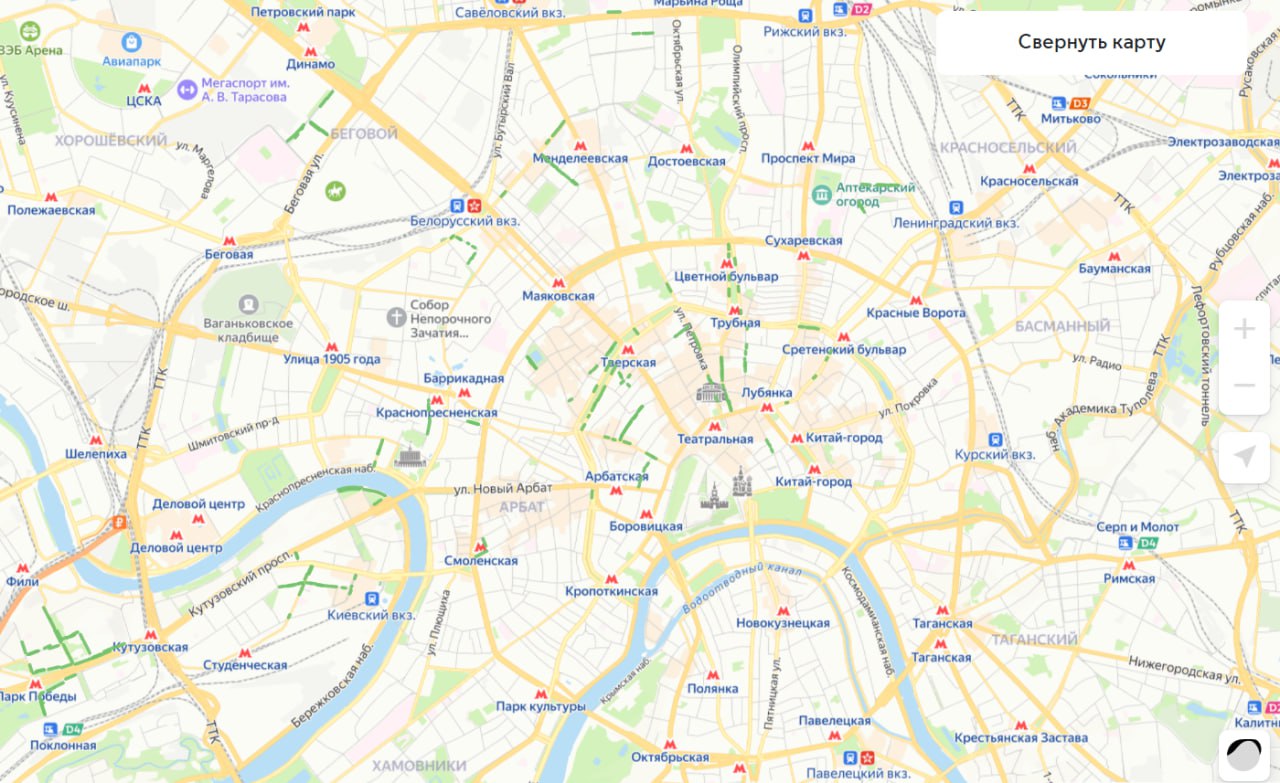 Петровский парк
Савёловский вкз.
Марьина Роща
D2
Рижский вкз.
Свернуть карту
Сокольники
ЗЭБ Арена
Авиапарк
Динамо
Мегаспорт им.
А. В. Тарасова
ЦСКА
Октябрьская ул.
Олимпийский просп.
ул. Бутырский Вал
Русаковская
ТТК
D3
Митьково
ул. Куусинена
ХОРОШЁВСКИЙ
БЕГОВОЙ
ул. Маргелова
Беговая ул.
Менделеевская
Достоевская
Проспект Мира
КРАСНОСЕЛЬСКИЙ
Электрозаводская
Красносельская
Электроза
Аптекарский
огород
ТТК
Полежаевская
Белорусский вкз.
Ленинградский вкз.
Рубцовская наб.
Беговая
Сухаревская
Цветной бульвар
Бауманская
Маяковская
ородское ш.
Ваганьковское
кладбище
Собор
Непорочного
Зачатия...
ул. Петровка
Трубная
Красные Ворота
БАСМАННЫЙ
Лефортовский тоннель
Улица 1905 года
Тверская
Сретенский бульвар
ул. Радио
ТТК
ТТК
Баррикадная
Лубянка
ул. Покровка
наб. Академика Туполева
Краснопресненская
Шмитовский пр-д
ТТК
Театральная
Китай-город
Шелепиха
Курский вкз.
Краснопресненская наб.
Арбатская
Китай-город
ул. Новый Арбат
АРБАТ
Деловой центр
Боровицкая
Серп и Молот
D4
ТТК
Деловой центр
Смоленская
Фили
Кутузовский просп.
Кропоткинская
Водоотводный канал
Космодамианская наб.
Римская
Киевский вкз.
ул. Плющиха
Новокузнецкая
Таганская
ТАГАНСКИЙ
Кутузовская
Студенческая
Таганская
Нижегородская ул.
Бережковская наб.
Крымская наб.
Полянка
Пятницкая ул.
Парк Победы
Парк культуры
D4
Поклонная
ТТК
Павелецкая
Крестьянская Застава
Калитн
ХАМОВНИКИ
Октябрьская
Павелецкий вкз.